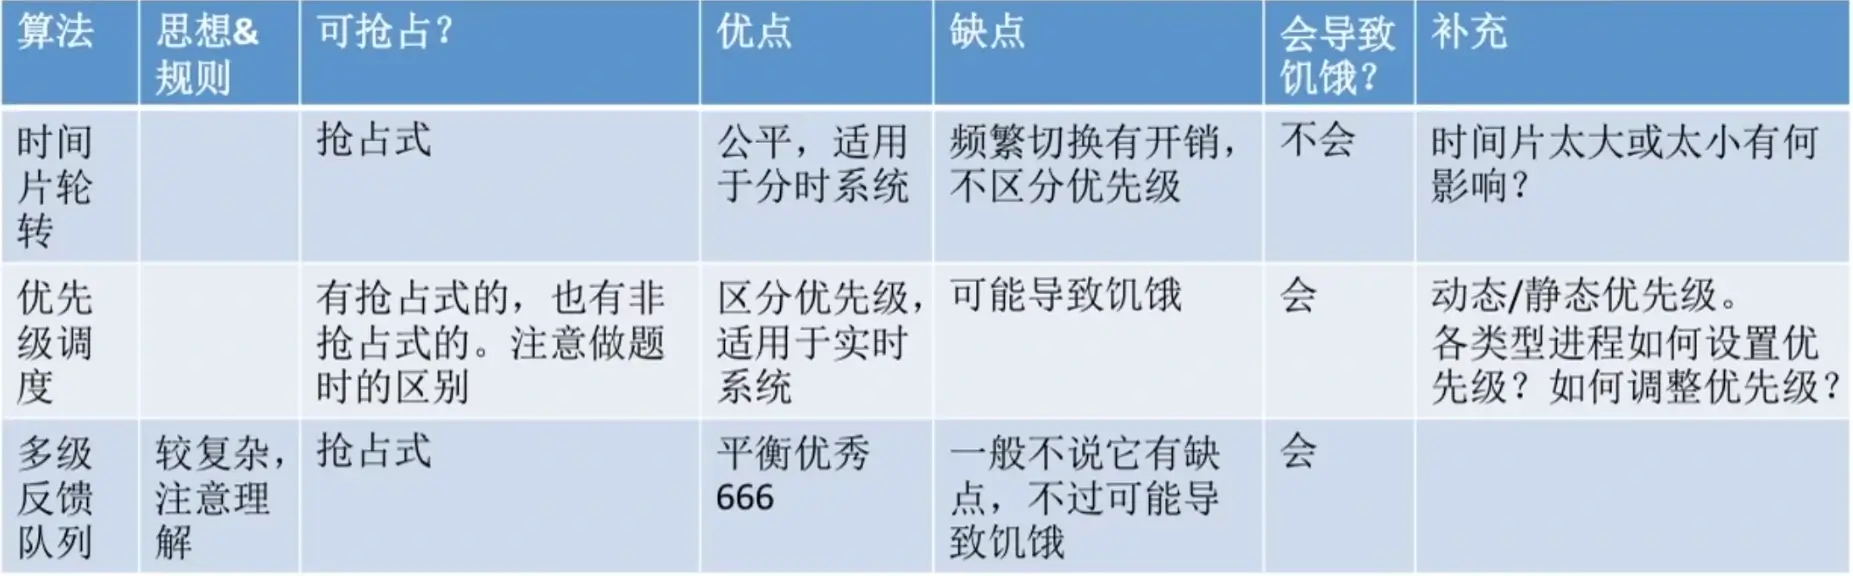 算法
思想&
规则
可抢占？
优点
缺点
会导致
饥饿？
补充
时间
片轮
转
抢占式
公平，适用
于分时系统
频繁切换有开销，
不区分优先级
不会
时间片太大或太小有何
影响？
优先
级调
度
有抢占式的，也有非
抢占式的。注意做题
时的区别
区分优先级，
适用于实时
系统
可能导致饥饿
会
动态/静态优先级。
各类型进程如何设置优
先级？如何调整优先级？
多级
反馈
队列
较复杂，
注意理
解
抢占式
平衡优秀
666
一般不说它有缺
点，不过可能导
致饥饿
会